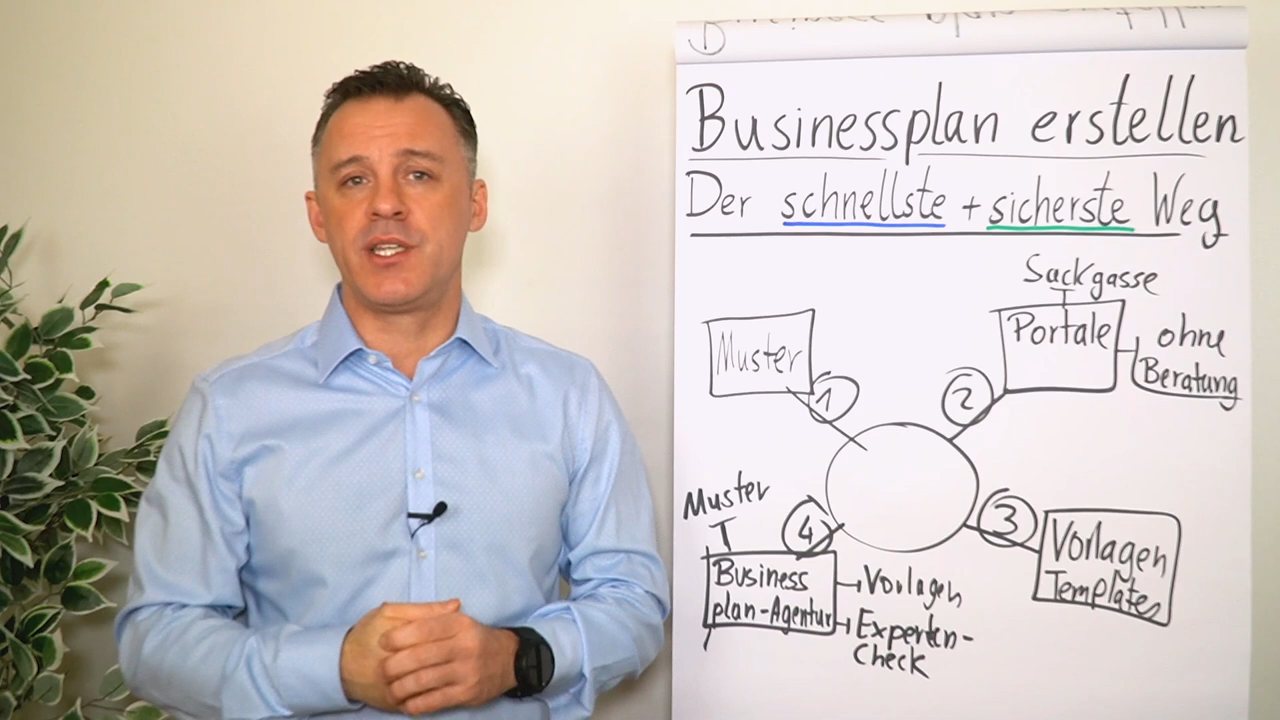 Businessplan erstellen
Der schnellste + sicherste Weg
Muster
1
2
Sackgasse
Portale
ohne
Beratung
3
Vorlagen
Templates
4
Muster
Business
plan-Agentur
Vorlagen
Experten-
Check